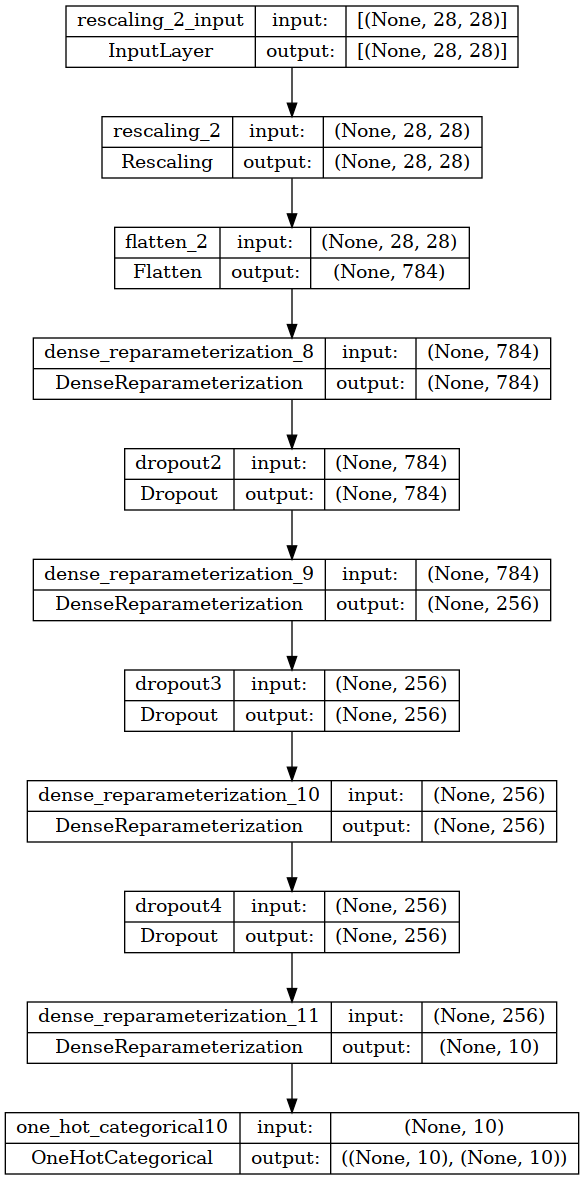 rescaling_2_input input: [(None, 28, 28)]
InputLayer output: [(None, 28, 28)]
rescaling_2 input: (None, 28, 28)
Rescaling output: (None, 28, 28)
flatten_2 input: (None, 28, 28)
Flatten output: (None, 784)
dense_reparameterization_8 input: (None, 784)
DenseReparameterization output: (None, 784)
dropout2 input: (None, 784)
Dropout output: (None, 784)
dense_reparameterization_9 input: (None, 784)
DenseReparameterization output: (None, 256)
dropout3 input: (None, 256)
Dropout output: (None, 256)
dense_reparameterization_10 input: (None, 256)
DenseReparameterization output: (None, 256)
dropout4 input: (None, 256)
Dropout output: (None, 256)
dense_reparameterization_11 input: (None, 256)
DenseReparameterization output: (None, 10)
one_hot_categorical10 input: (None, 10)
OneHotCategorical output: ((None, 10), (None, 10))